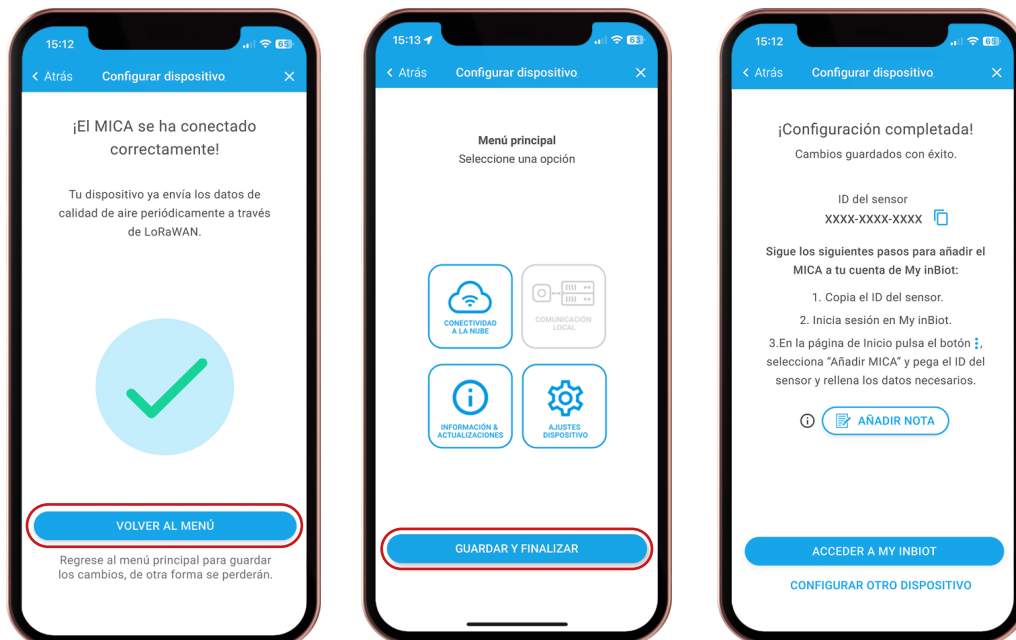 15:12
65
Atrás
Configurar dispositivo
¡El MICA se ha conectado
correctamente!
Tu dispositivo ya envía los datos de
calidad de aire periódicamente a través
de LoRaWAN.
VOLVER AL MENÚ
Regrese al menú principal para guardar
los cambios, de otra forma se perderán.
15:13
63
Atrás
Configurar dispositivo
Menú principal
Seleccione una opción
CONECTIVIDAD
A LA NUBE
COMUNICACIÓN
LOCAL
INFORMACIÓN &
ACTUALIZACIONES
AJUSTES
DISPOSITIVO
GUARDAR Y FINALIZAR
15:12
65
Atrás
Configurar dispositivo
¡Configuración completada!
Cambios guardados con éxito.
ID del sensor
XXXX-XXXX-XXXX
Sigue los siguientes pasos para añadir el
MICA a tu cuenta de My inBiot:
1. Copia el ID del sensor.
2. Inicia sesión en My inBiot.
3.En la página de Inicio pulsa el botón ⋮,
selecciona “Añadir MICA” y pega el ID del
sensor y rellena los datos necesarios.
AÑADIR NOTA
ACCEDER A MY INBIOT
CONFIGURAR OTRO DISPOSITIVO